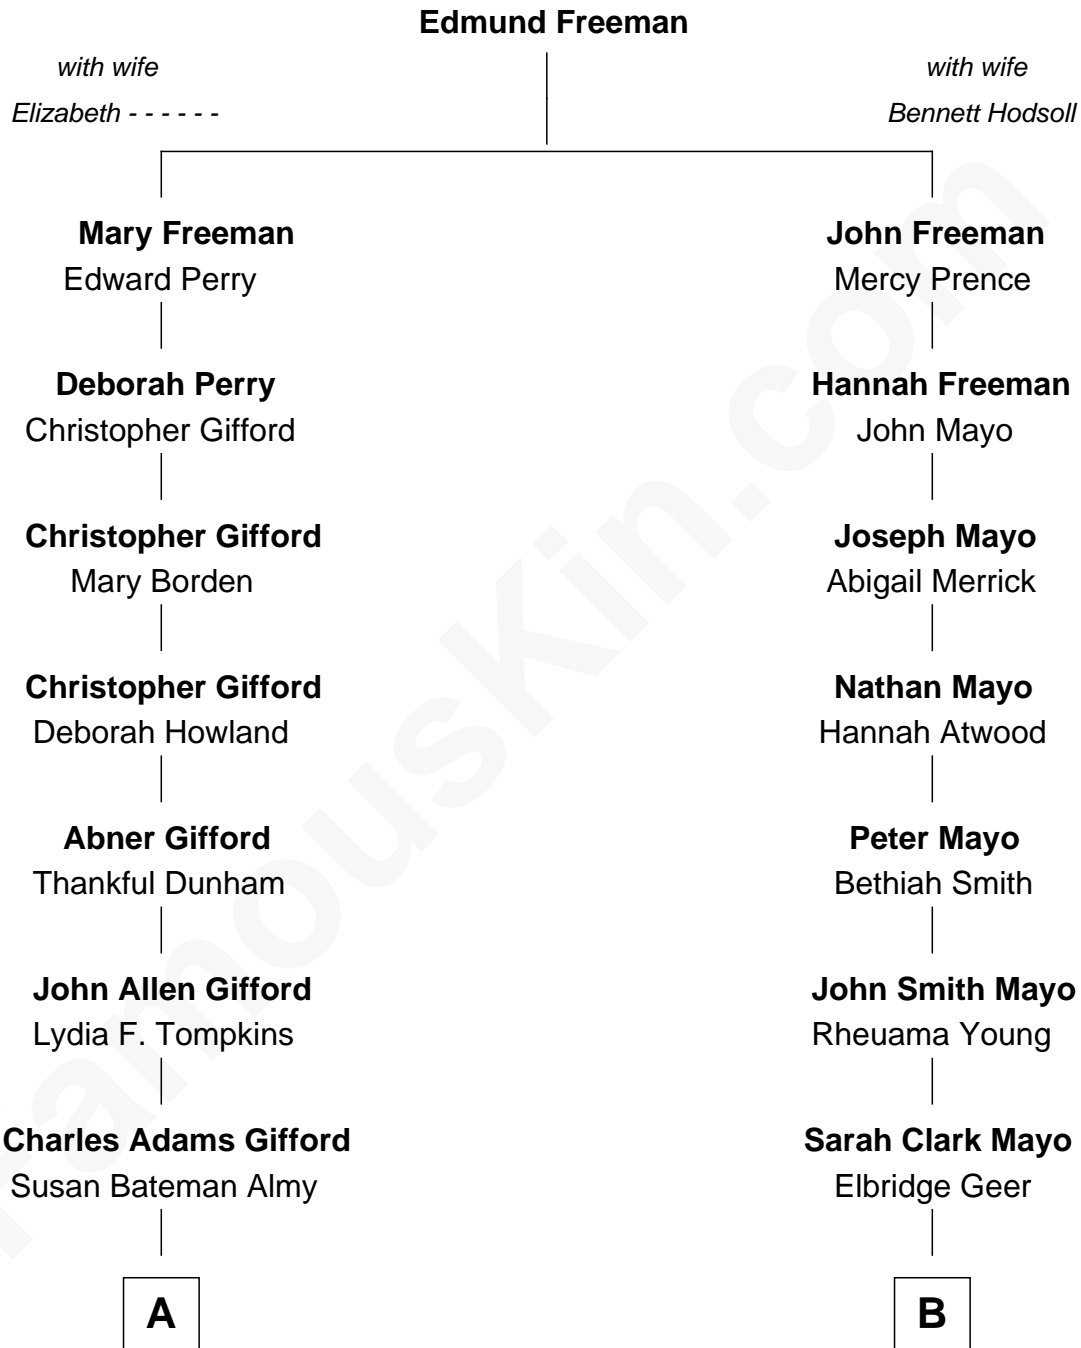 Edmund Freeman
with wife
Elizabeth - - - - - -
with wife
Bennett Hodsoll
Mary Freeman
Edward Perry
John Freeman
Mercy Prence
Deborah Perry
Christopher Gifford
Hannah Freeman
John Mayo
Christopher Gifford
Mary Borden
Joseph Mayo
Abigail Merrick
Christopher Gifford
Deborah Howland
Nathan Mayo
Hannah Atwood
Abner Gifford
Thankful Dunham
Peter Mayo
Bethiah Smith
John Allen Gifford
Lydia F. Tompkins
John Smith Mayo
Rheuama Young
Charles Adams Gifford
Susan Bateman Almy
Sarah Clark Mayo
Elbridge Geer
A
B
FamousKin.com